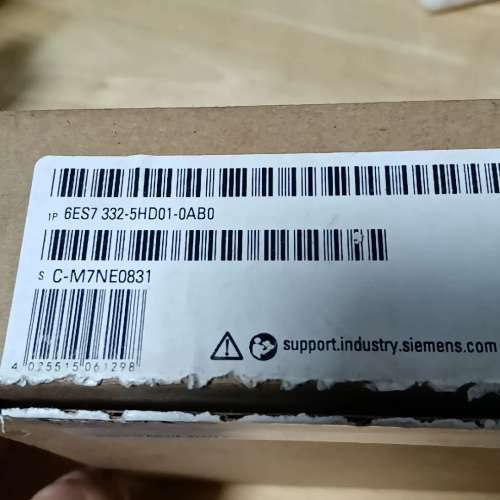 1P 6ES7 332-5HD01-0AB0
S C-M7NE0831
4 025515 061298
support.industry.siemens.com